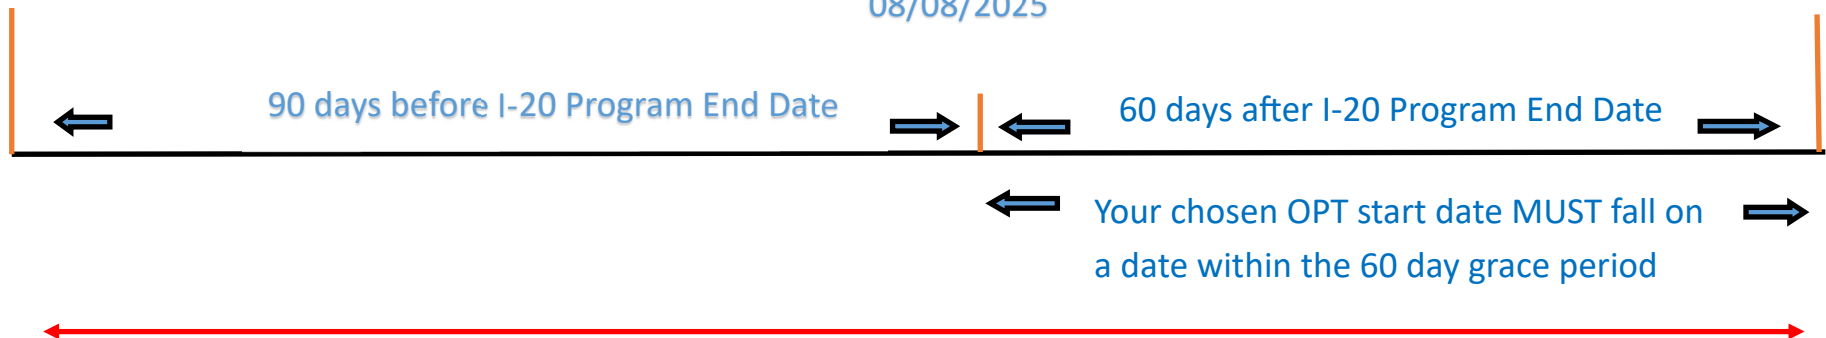 08/08/2025
90 days before I-20 Program End Date
60 days after I-20 Program End Date
Your chosen OPT start date MUST fall on
a date within the 60 day grace period